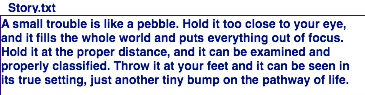 Story.txt
A small trouble is like a pebble. Hold it too close to your eye,
and it fills the whole world and puts everything out of focus.
Hold it at the proper distance, and it can be examined and
properly classified. Throw it at your feet and it can be seen in
its true setting, just another tiny bump on the pathway of life.